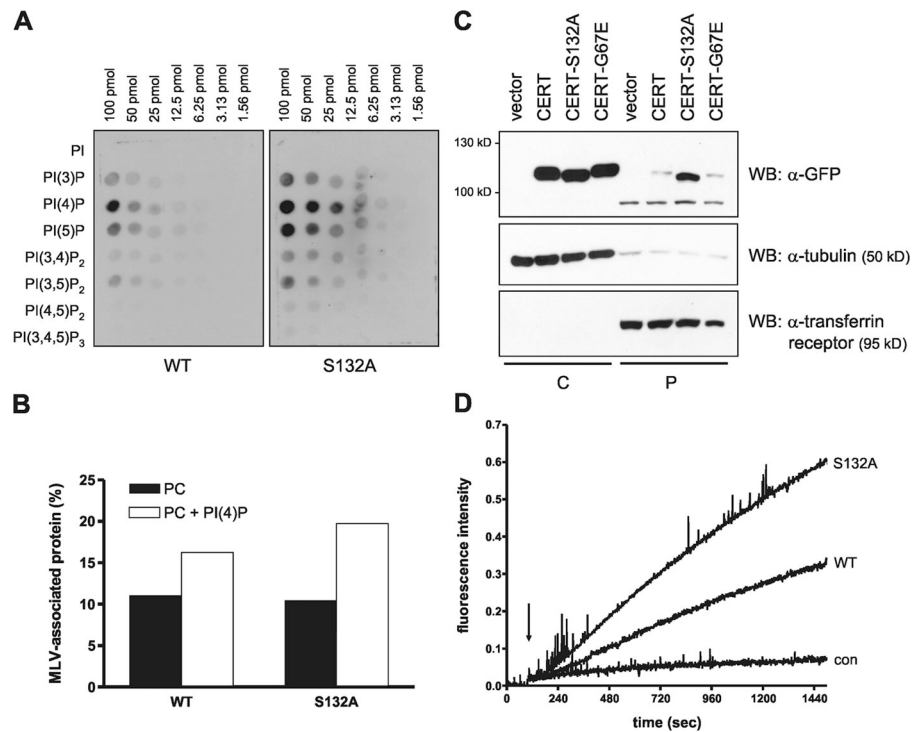 A
100 pmol
50 pmol
25 pmol
12.5 pmol
6.25 pmol
3.13 pmol
1.56 pmol
100 pmol
50 pmol
25 pmol
12.5 pmol
6.25 pmol
3.13 pmol
1.56 pmol
PI
PI(3)P
PI(4)P
PI(5)P
PI(3,4)P2
PI(3,5)P2
PI(4,5)P2
PI(3,4,5)P3
WT
S132A
B
MLV-associated protein (%)
25
20
15
10
5
0
PC
PC + PI(4)P
WT
S132A
C
vector
CERT
CERT-S132A
CERT-G67E
vector
CERT
CERT-S132A
CERT-G67E
130 kD
100 kD
WB: α-GFP
WB: α-tubulin (50 kD)
WB: α-transferrin
receptor (95 kD)
C
P
D
fluorescence intensity
0.7
0.6
0.5
0.4
0.3
0.2
0.1
0.0
S132A
WT
con
0
240
480
720
960
1200
1440
time (sec)